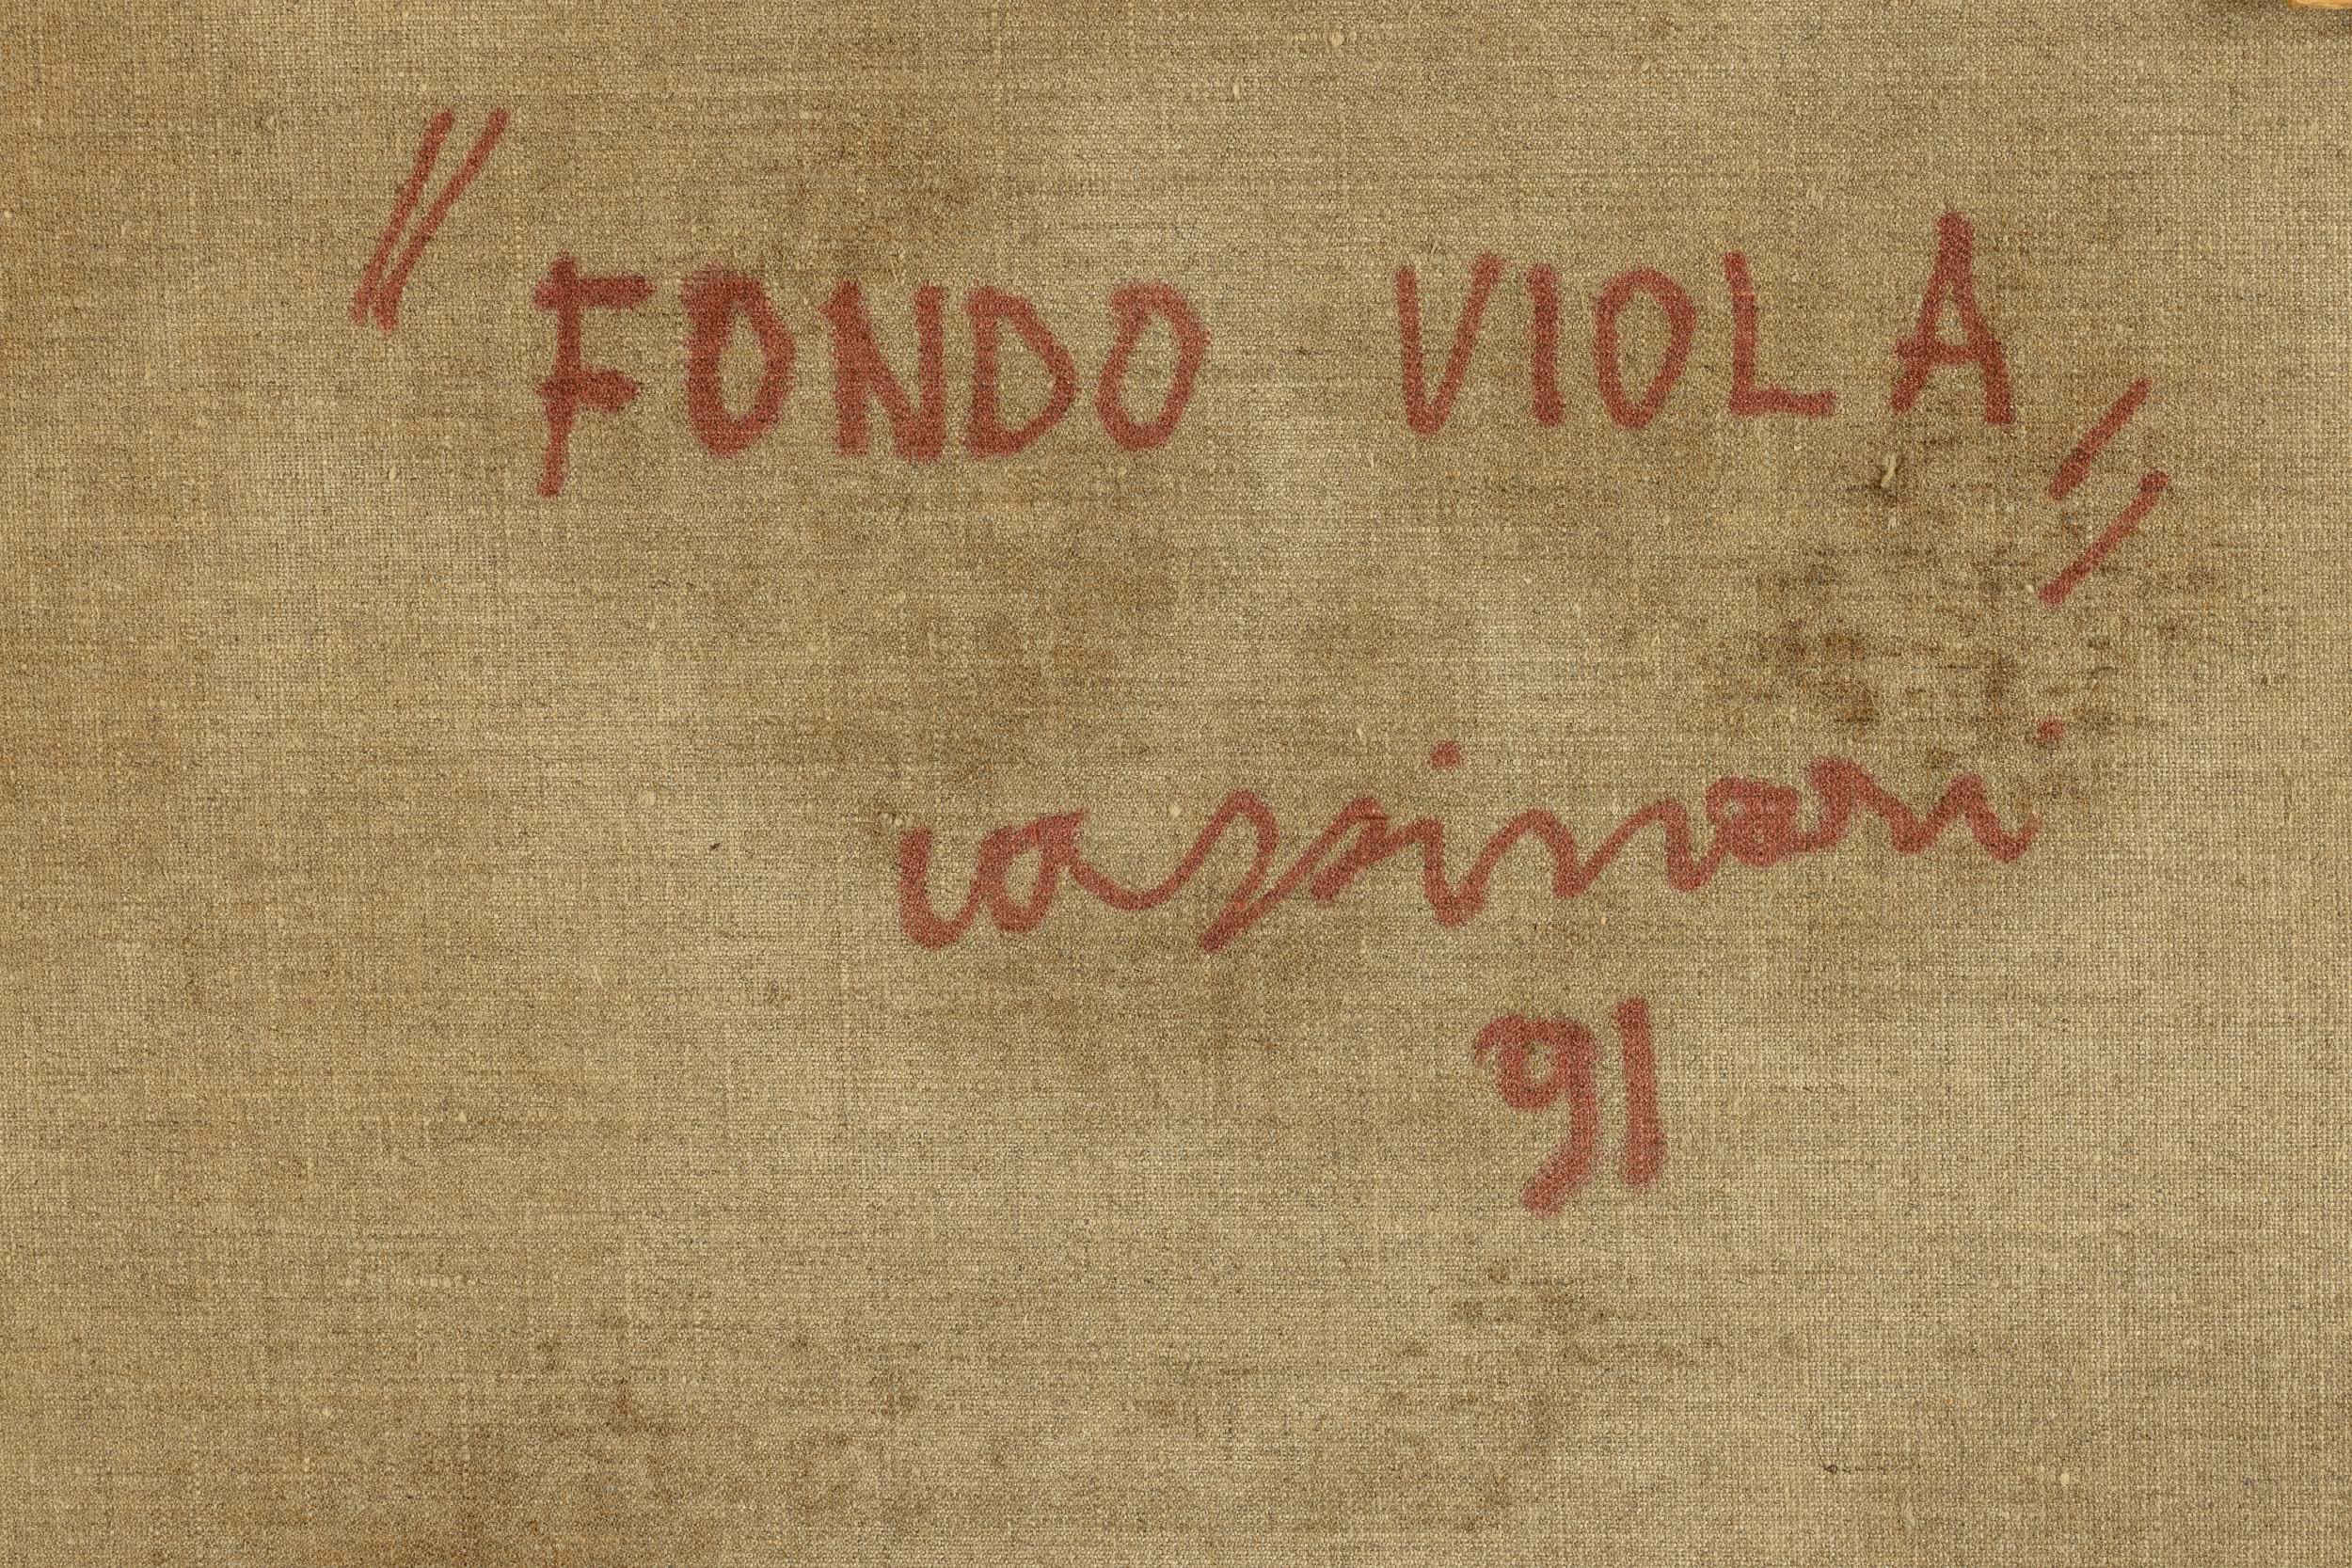 "FONDO VIOLA"
cassinari
91